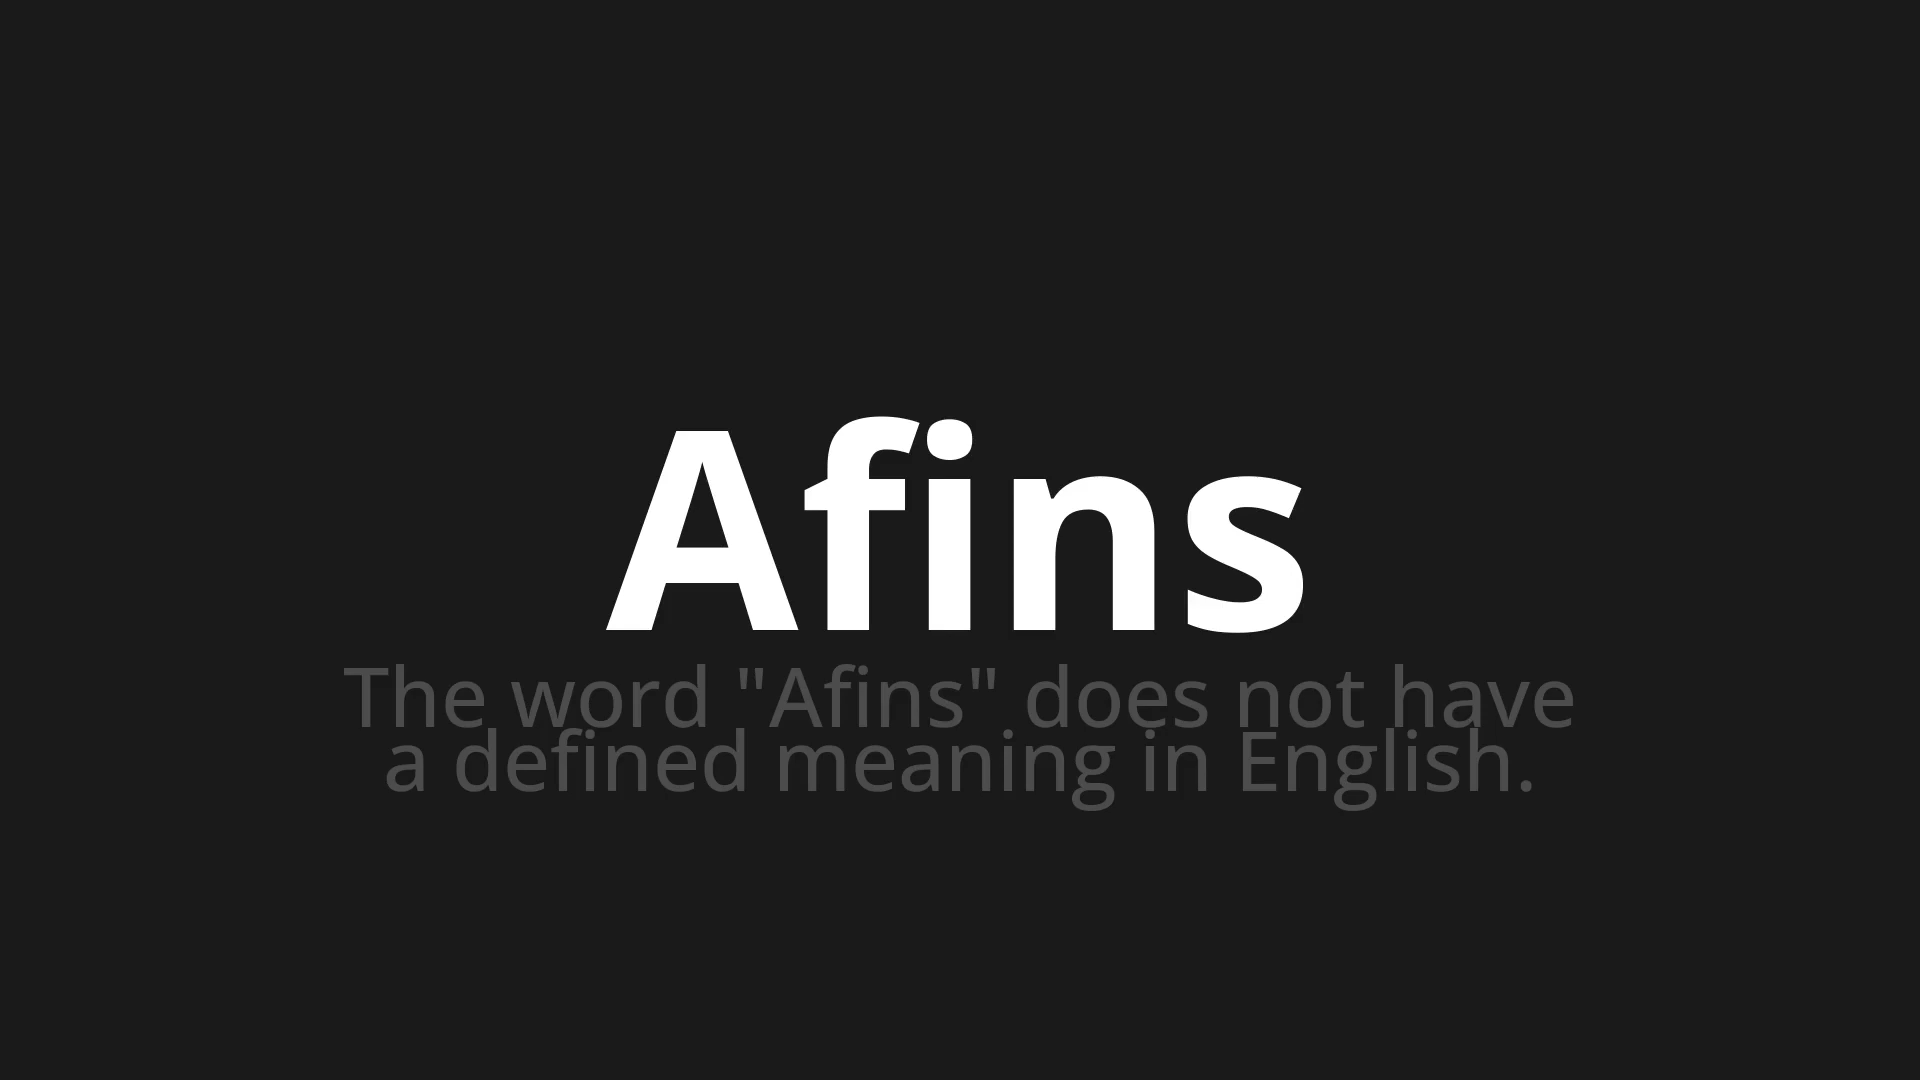 Afins
The word "Afins" does not have
a defined meaning in English.